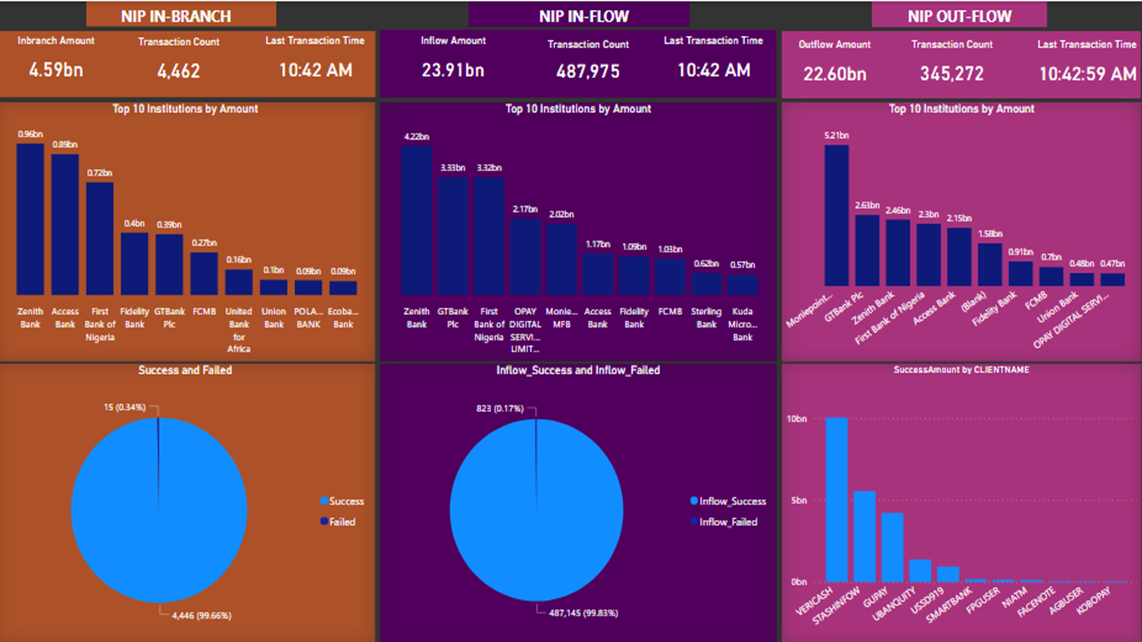 NIP IN-BRANCH
Inbranch Amount
4.59bn
Transaction Count
4,462
Last Transaction Time
10:42 AM
Top 10 Institutions by Amount
0.96bn
0.89bn
0.72bn
0.4bn
0.39bn
0.27bn
0.16bn
0.1bn
0.09bn
0.09bn
Zenith
Bank
Access
Bank
First
Bank of
Nigeria
Fidelity
Bank
GTBank
Plc
FCMB
United
Bank
for
Africa
Union
Bank
POLA...
BANK
Ecoba...
Bank
Success and Failed
15 (0.34%)
4,446 (99.66%)
Success
Failed
NIP IN-FLOW
Inflow Amount
23.91bn
Transaction Count
487,975
Last Transaction Time
10:42 AM
Top 10 Institutions by Amount
4.22bn
3.33bn
3.32bn
2.17bn
2.02bn
1.17bn
1.09bn
1.03bn
0.62bn
0.57bn
Zenith
Bank
GTBank
Plc
First
Bank of
Nigeria
OPAY
DIGITAL
SERVI...
LIMIT...
Monie...
MFB
Access
Bank
Fidelity
Bank
FCMB
Sterling
Bank
Kuda
Micro...
Bank
Inflow_Success and Inflow_Failed
823 (0.17%)
487,145 (99.83%)
Inflow_Success
Inflow_Failed
NIP OUT-FLOW
Outflow Amount
22.60bn
Transaction Count
345,272
Last Transaction Time
10:42:59 AM
Top 10 Institutions by Amount
5.21bn
2.63bn
2.46bn
2.3bn
2.15bn
1.58bn
0.91bn
0.7bn
0.48bn
0.47bn
Moniepoint...
GTBank Plc
Zenith Bank
First Bank of Nigeria
Access Bank
(Blank)
Fidelity Bank
FCMB
Union Bank
OPAY DIGITAL SERVI...
SuccessAmount by CLIENTNAME
10bn
5bn
0bn
VERICASH
STASHINFOW
GUPAY
UBANQUITY
USSD919
SMARTBANK
FPGUSER
NIATM
FACENOTE
AGBUSER
KOBOPAY